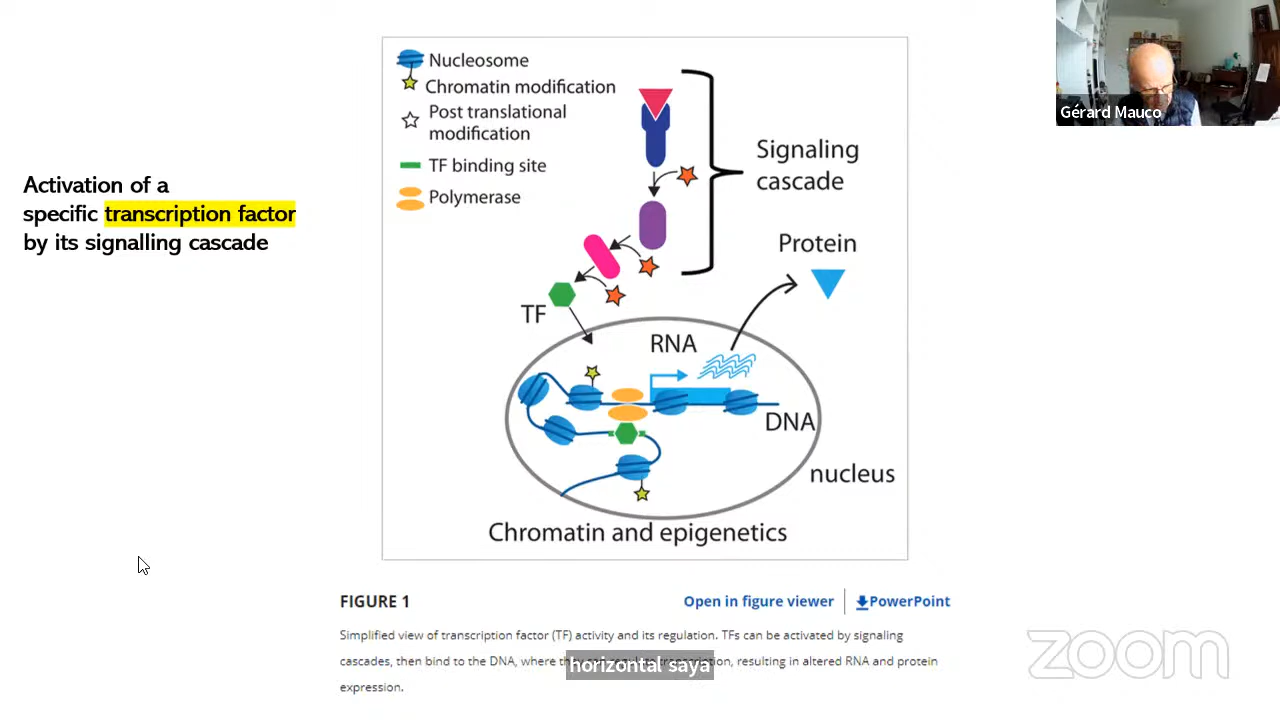 Activation of a
specific transcription factor
by its signalling cascade
Nucleosome
Chromatin modification
Post translational
modification
TF binding site
Polymerase
Signaling
cascade
Protein
TF
RNA
DNA
nucleus
Chromatin and epigenetics
Gérard Mauco
FIGURE 1
Open in figure viewer
PowerPoint
Simplified view of transcription factor (TF) activity and its regulation. TFs can be activated by signaling
cascades, then bind to the DNA, where resulting in altered RNA and protein
expression.
horizontal saya
zoom